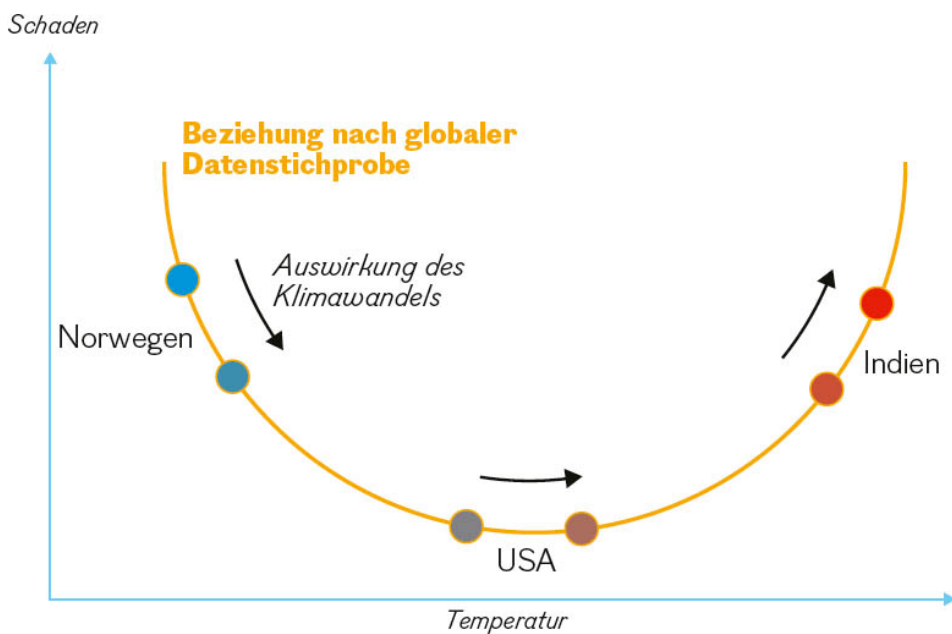 Schaden
Beziehung nach globaler
Datenstichprobe
Auswirkung des
Klimawandels
Norwegen
Indien
USA
Temperatur